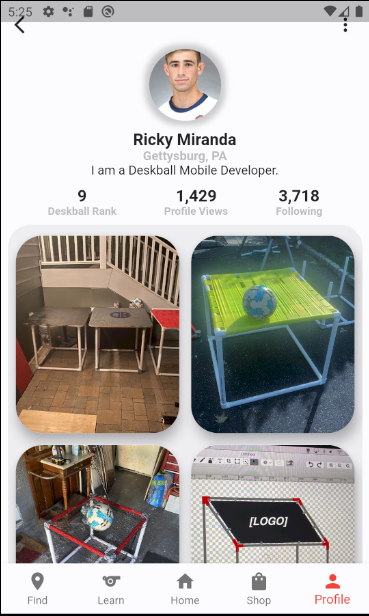 5:25
Ricky Miranda
Gettysburg, PA
I am a Deskball Mobile Developer.
9 1,429 3,718
Deskball Rank Profile Views Following
[LOGO]
Find Learn Home Shop Profile